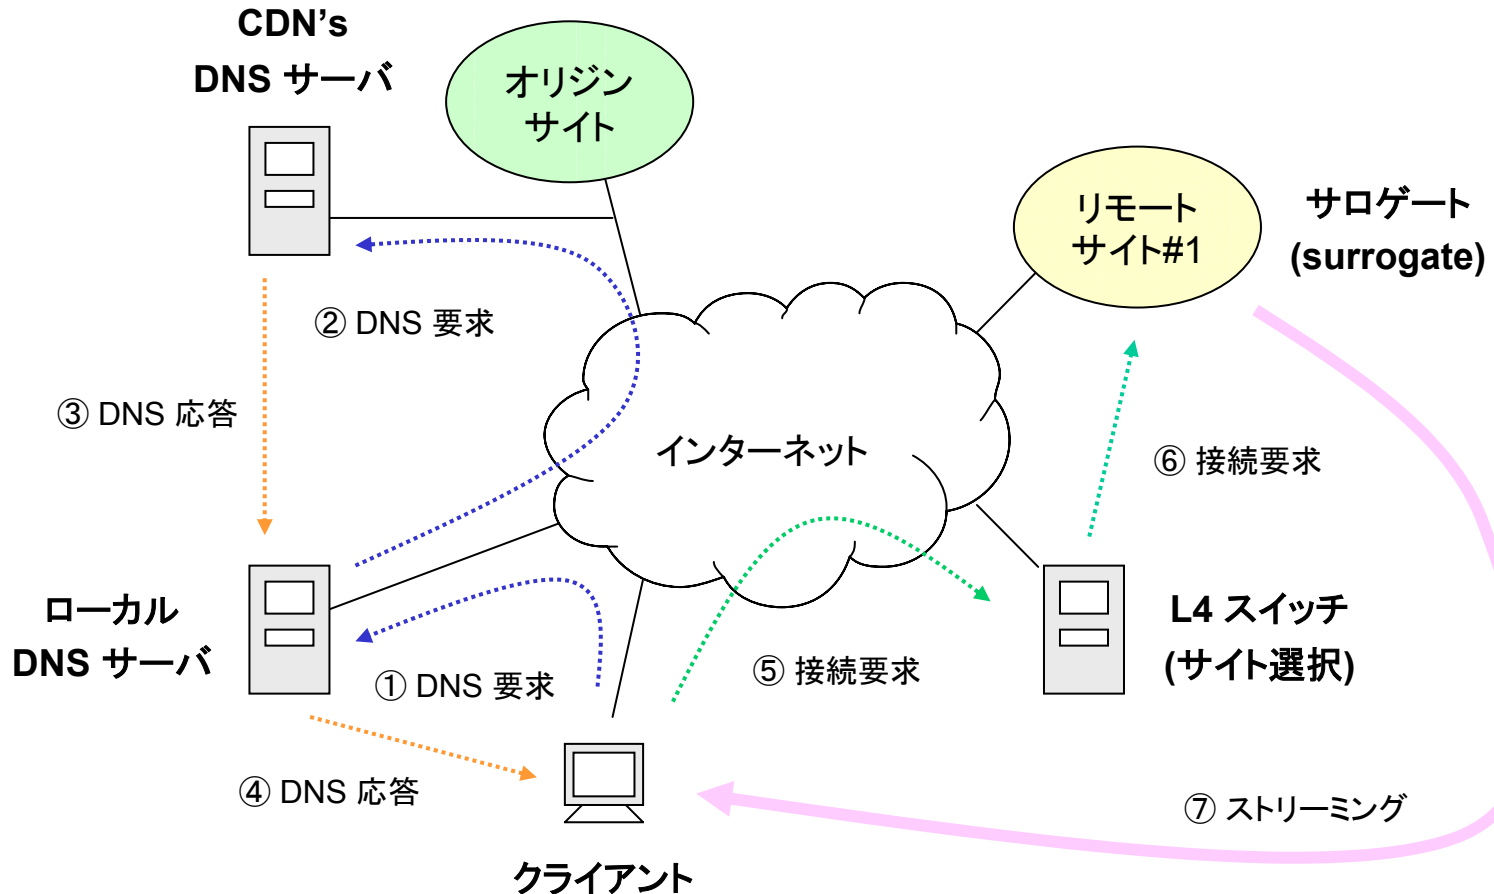 CDN's
DNS サーバ
オリジン
サイト
リモート
サイト#1
サロゲート
(surrogate)
② DNS 要求
③ DNS 応答
インターネット
⑥ 接続要求
ローカル
DNS サーバ
① DNS 要求
⑤ 接続要求
L4 スイッチ
(サイト選択)
④ DNS 応答
⑦ ストリーミング
クライアント